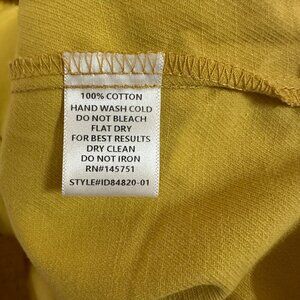 100% COTTON
HAND WASH COLD
DO NOT BLEACH
FLAT DRY
FOR BEST RESULTS
DRY CLEAN
DO NOT IRON
RN#145751
STYLE#ID84820-01